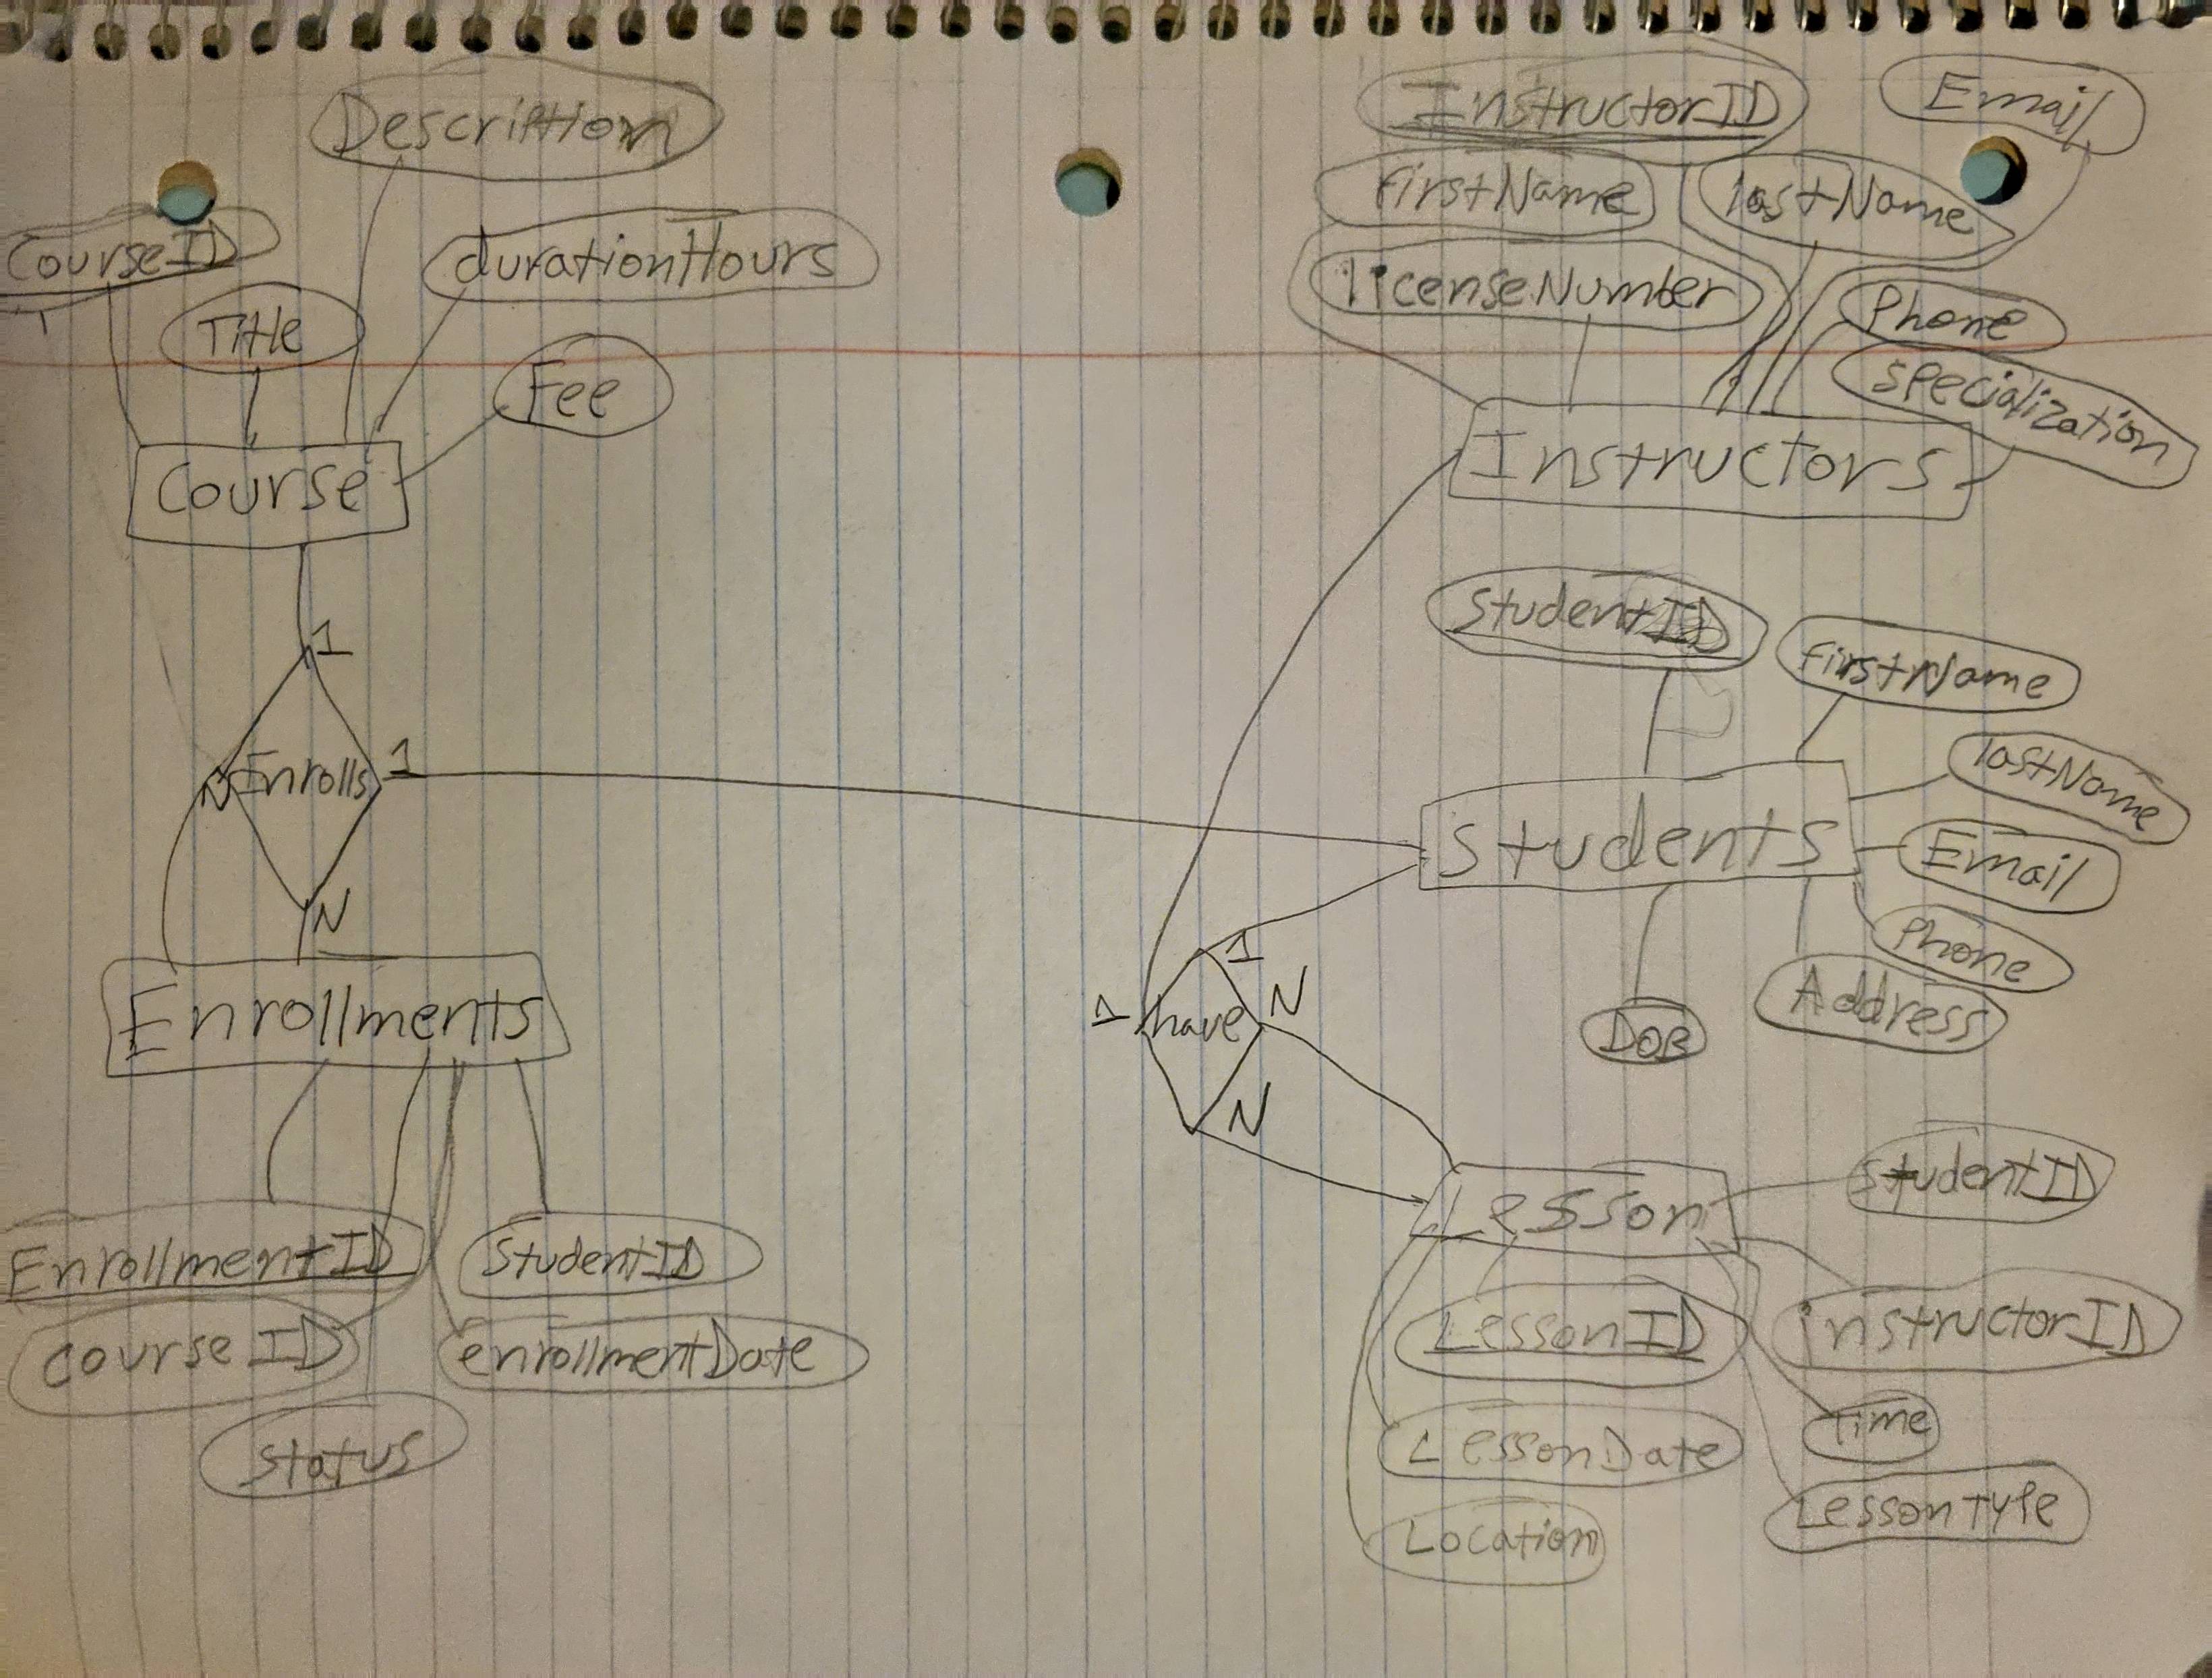 Description
CourseID
durationHours
Title
Fee
Course
1
Enrolls
1
N
N
Enrollments
EnrollmentID
StudentID
courseID
enrollmentDate
status
InstructorID
Email
firstName
lastName
licenseNumber
Phone
specialization
Instructors
StudentID
firstName
lastName
Students
Email
Phone
Address
DOB
1
1
have
N
N
Lesson
studentID
LessonID
instructorID
LessonDate
Time
Location
LessonType